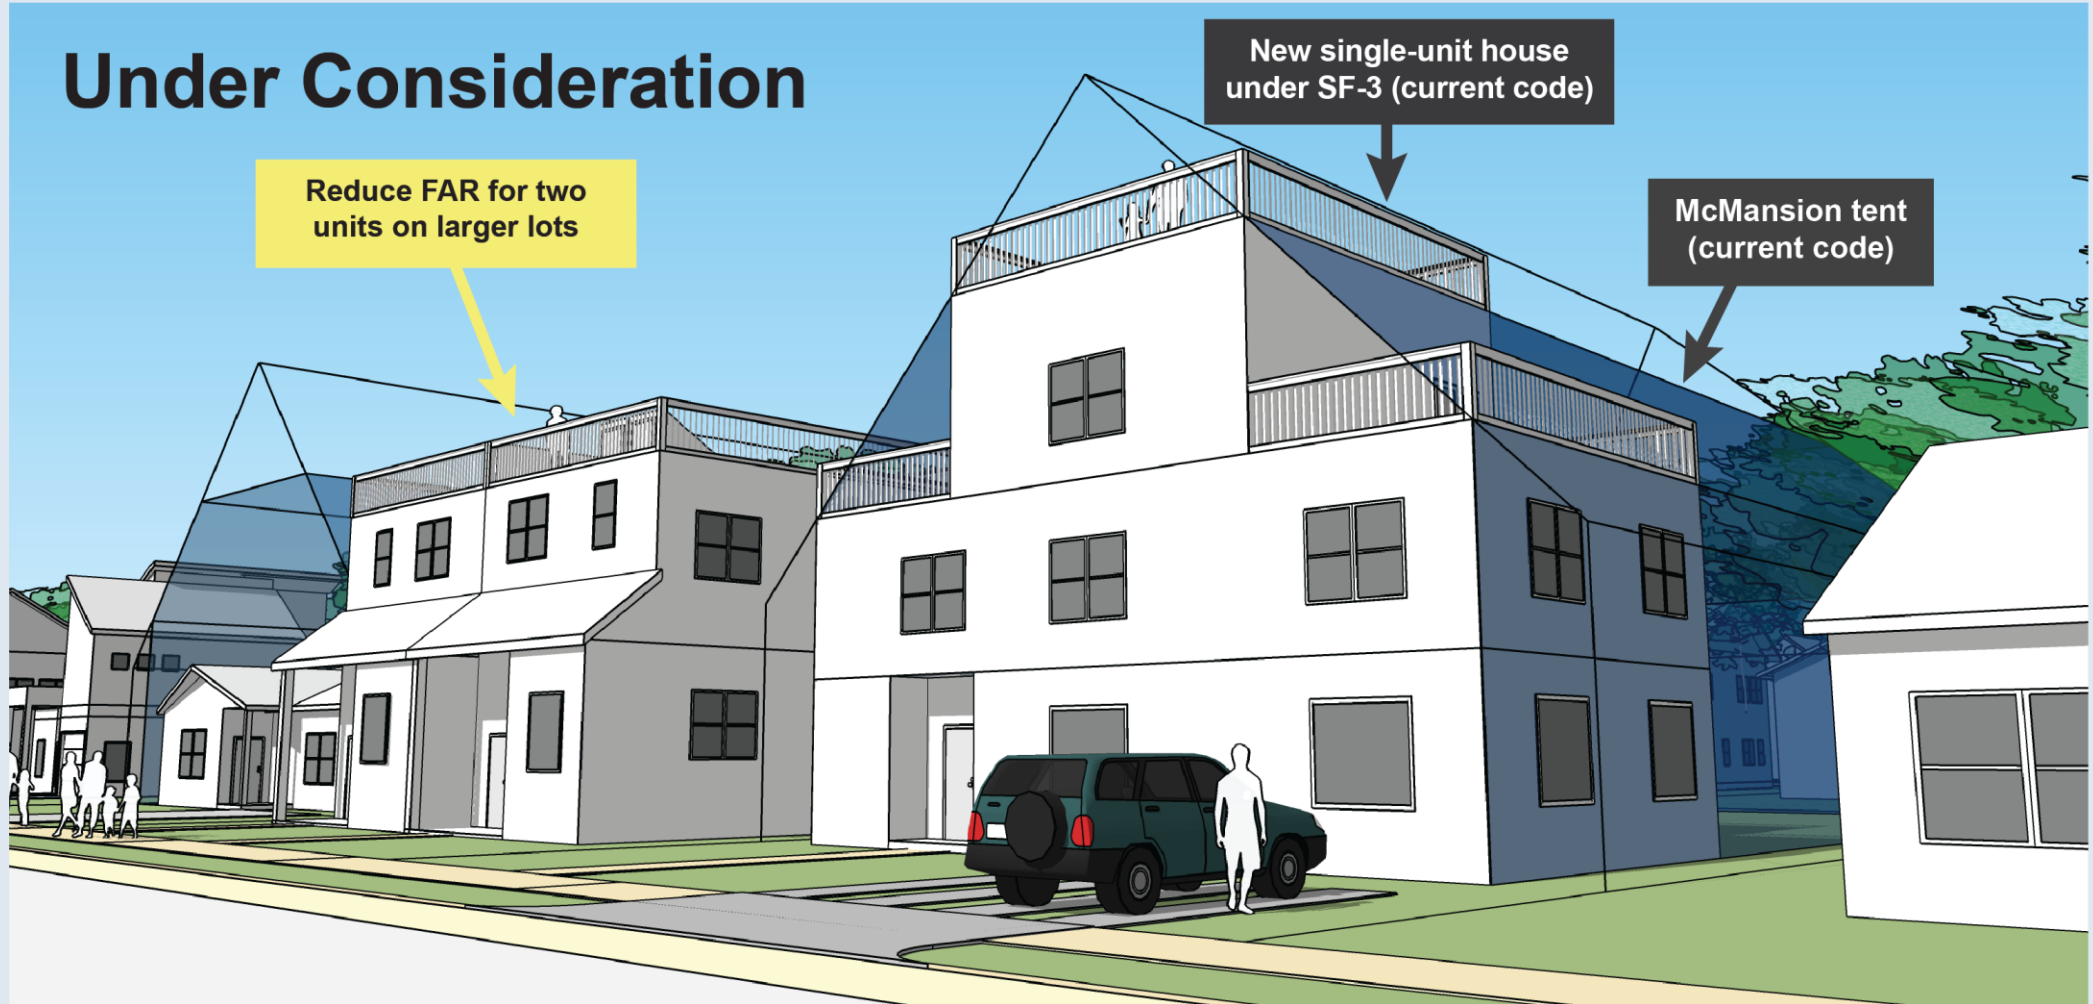 Under Consideration
New single-unit house
under SF-3 (current code)
Reduce FAR for two
units on larger lots
McMansion tent
(current code)